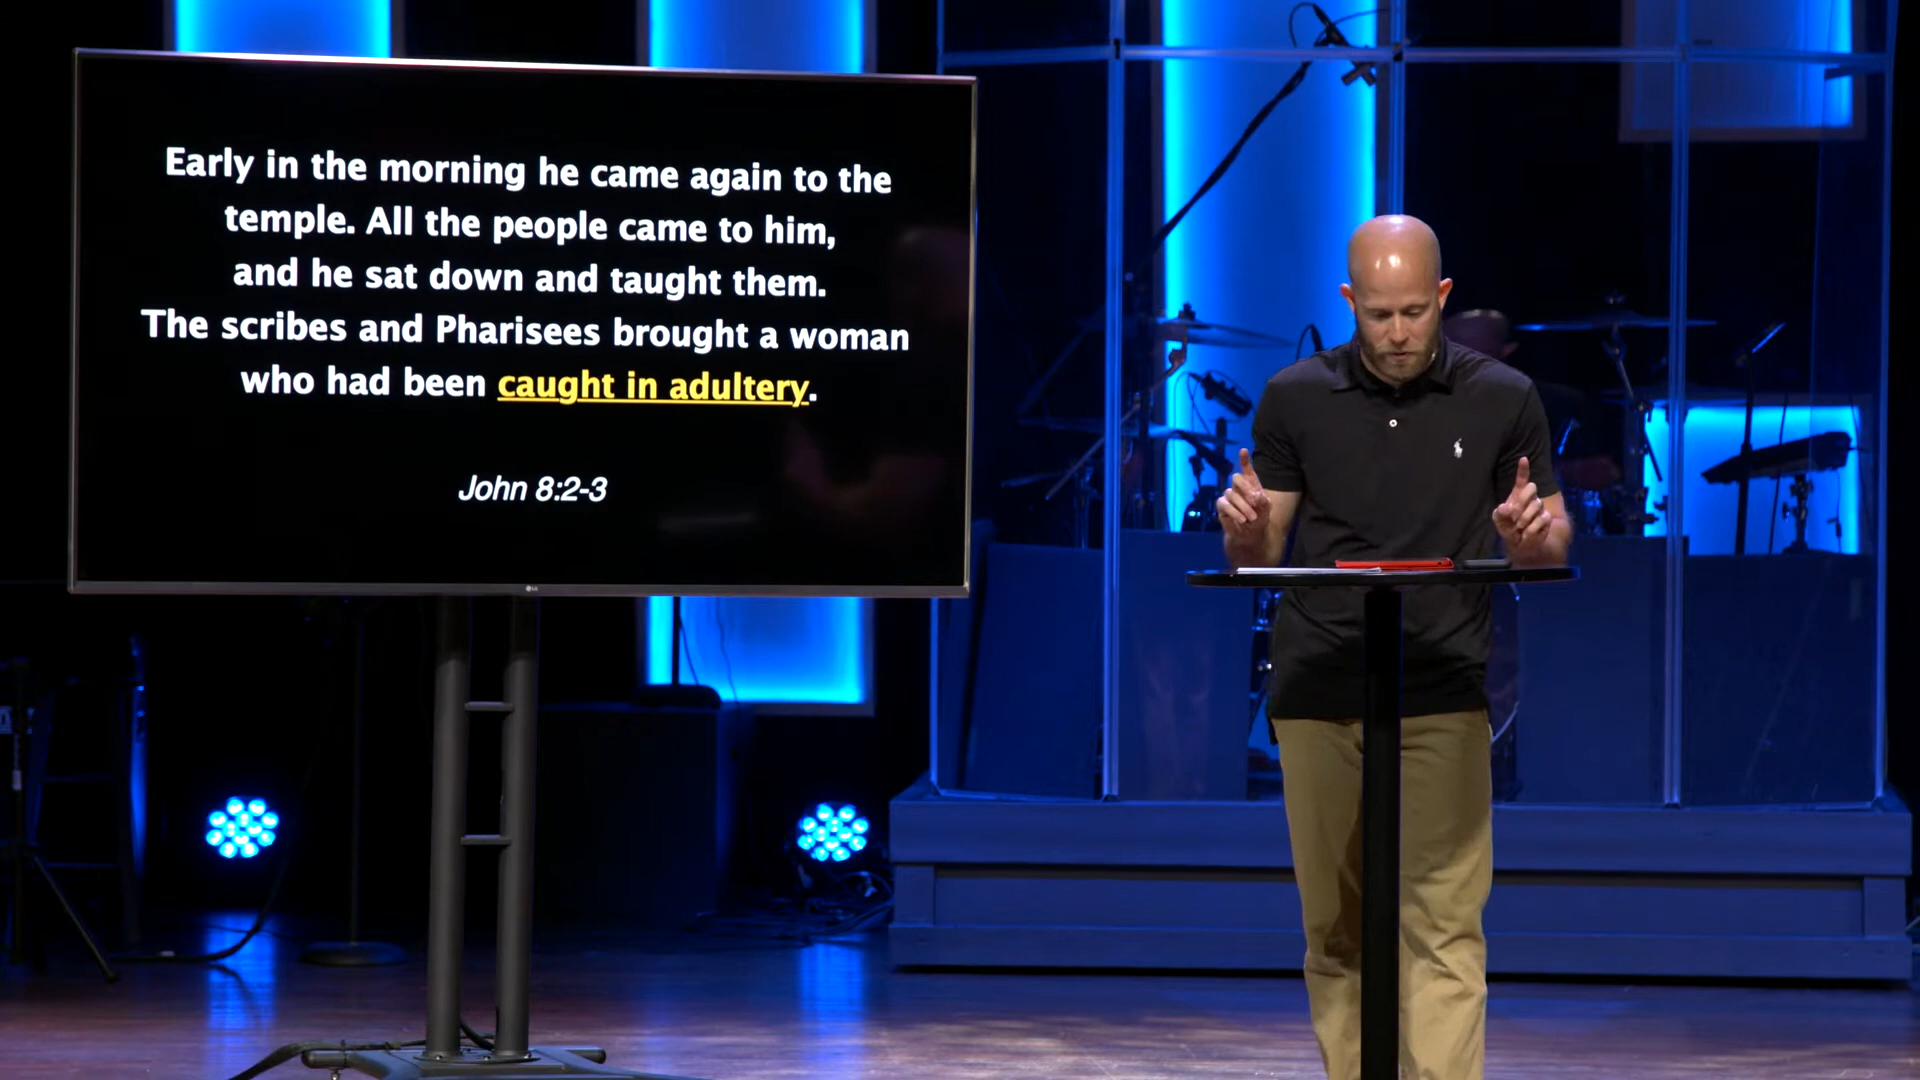 Early in the morning he came again to the
temple. All the people came to him,
and he sat down and taught them.
The scribes and Pharisees brought a woman
who had been caught in adultery.
John 8:2-3
LG